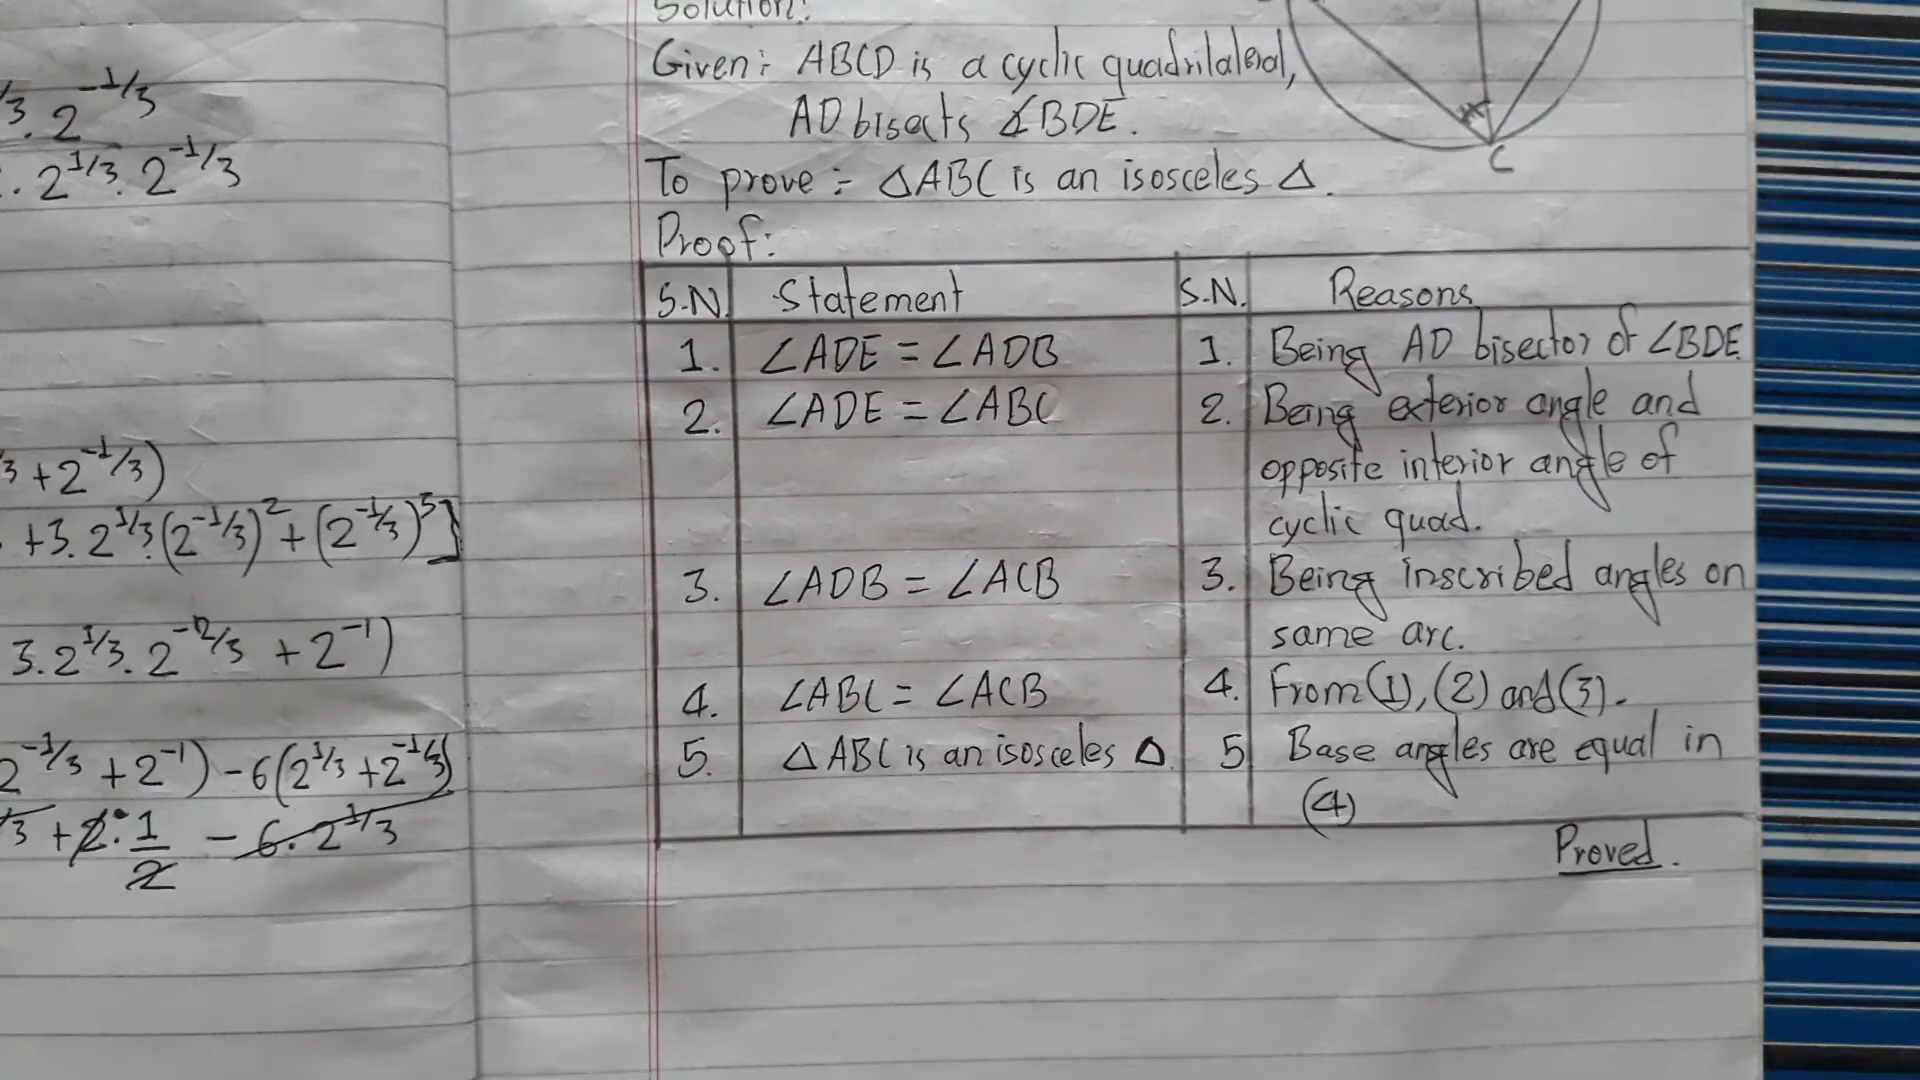 /3. 2^{-1/3}
. 2^{1/3}. 2^{-1/3}
3 + 2^{-1/3})
+3. 2^{1/3}. (2^{-1/3})^2 + (2^{-1/3})^3]
3. 2^{1/3}. 2^{-2/3} + 2^{-1})
2^{-1/3} + 2^{-1}) - 6(2^{1/3} + 2^{-1/3})
/3 + 2. 1/2 - 6. 2^{1/3}
Solution:
Given: ABCD is a cyclic quadrilateral,
AD bisects ∡BDE.
To prove :- △ABC is an isosceles △.
Proof:
S.N. Statement S.N. Reasons
1. ∠ADE = ∠ADB 1. Being AD bisector of ∠BDE
2. ∠ADE = ∠ABC 2. Being exterior angle and
opposite interior angle of
cyclic quad.
3. ∠ADB = ∠ACB 3. Being inscribed angles on
same arc.
4. ∠ABC = ∠ACB 4. From (1), (2) and (3).
5. △ABC is an isosceles △ 5 Base angles are equal in
(4)
Proved.
C